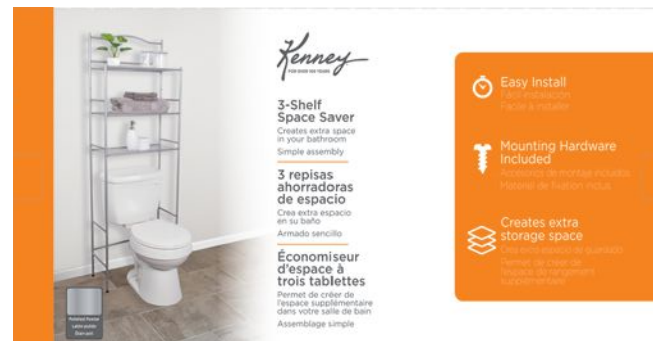 Kenney
FOR OVER 100 YEARS
3-Shelf
Space Saver
Creates extra space
in your bathroom
Simple assembly
3 repisas
ahorradoras
de espacio
Crea extra espacio
en su baño
Armado sencillo
Économiseur
d'espace à
trois tablettes
Permet de créer de
l'espace supplémentaire
dans votre salle de bain
Assemblage simple
Easy Install
Fácil instalación
Facile à installer
Mounting Hardware
Included
Accesorios de montaje incluidos
Matériel de fixation inclus
Creates extra
storage space
Crea extra espacio de guardado
Permet de créer de
l'espace de rangement
supplémentaire
Polished Pewter